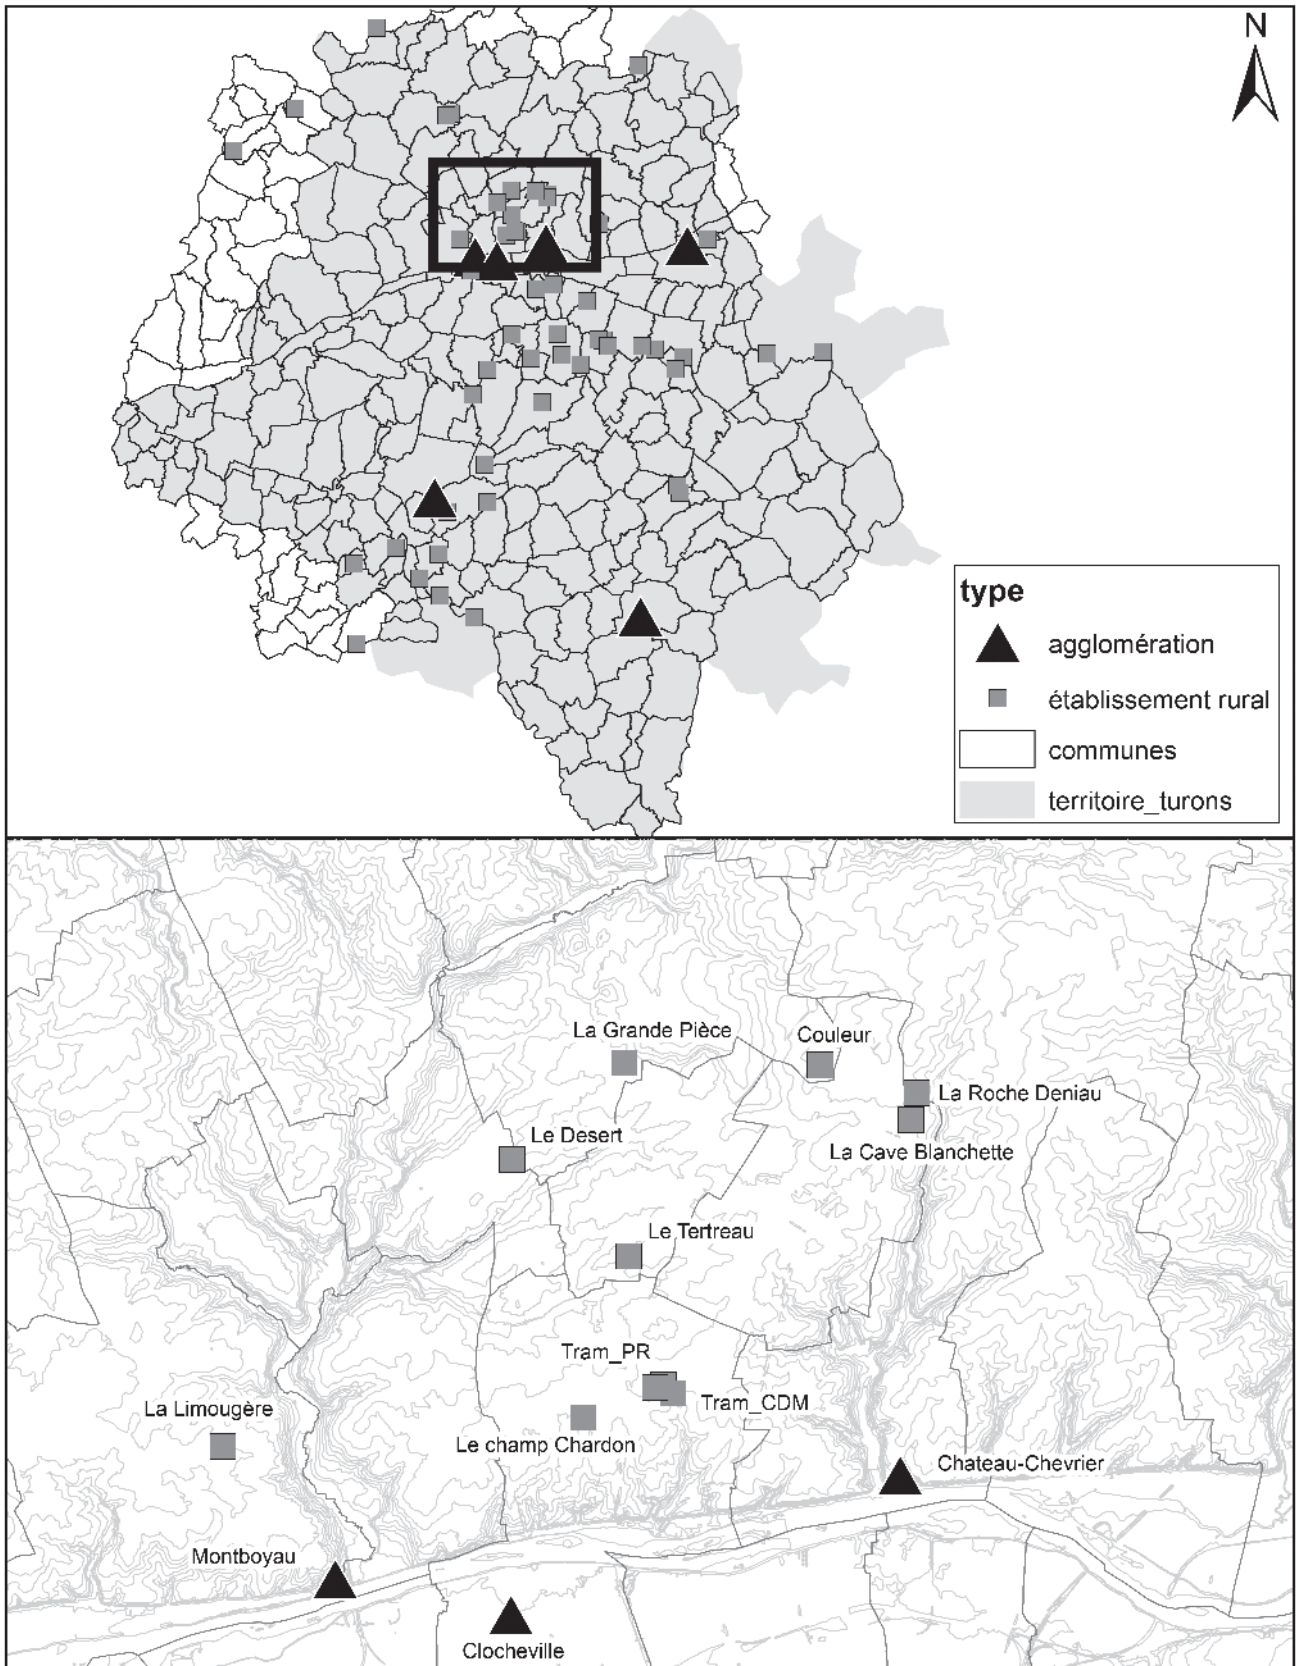 N
type
agglomération
établissement rural
communes
territoire_turons
La Grande Pièce
Couleur
La Roche Deniau
Le Desert
La Cave Blanchette
Le Tertreau
Tram_PR
Tram_CDM
La Limougère
Le champ Chardon
Chateau-Chevrier
Montboyau
Clocheville